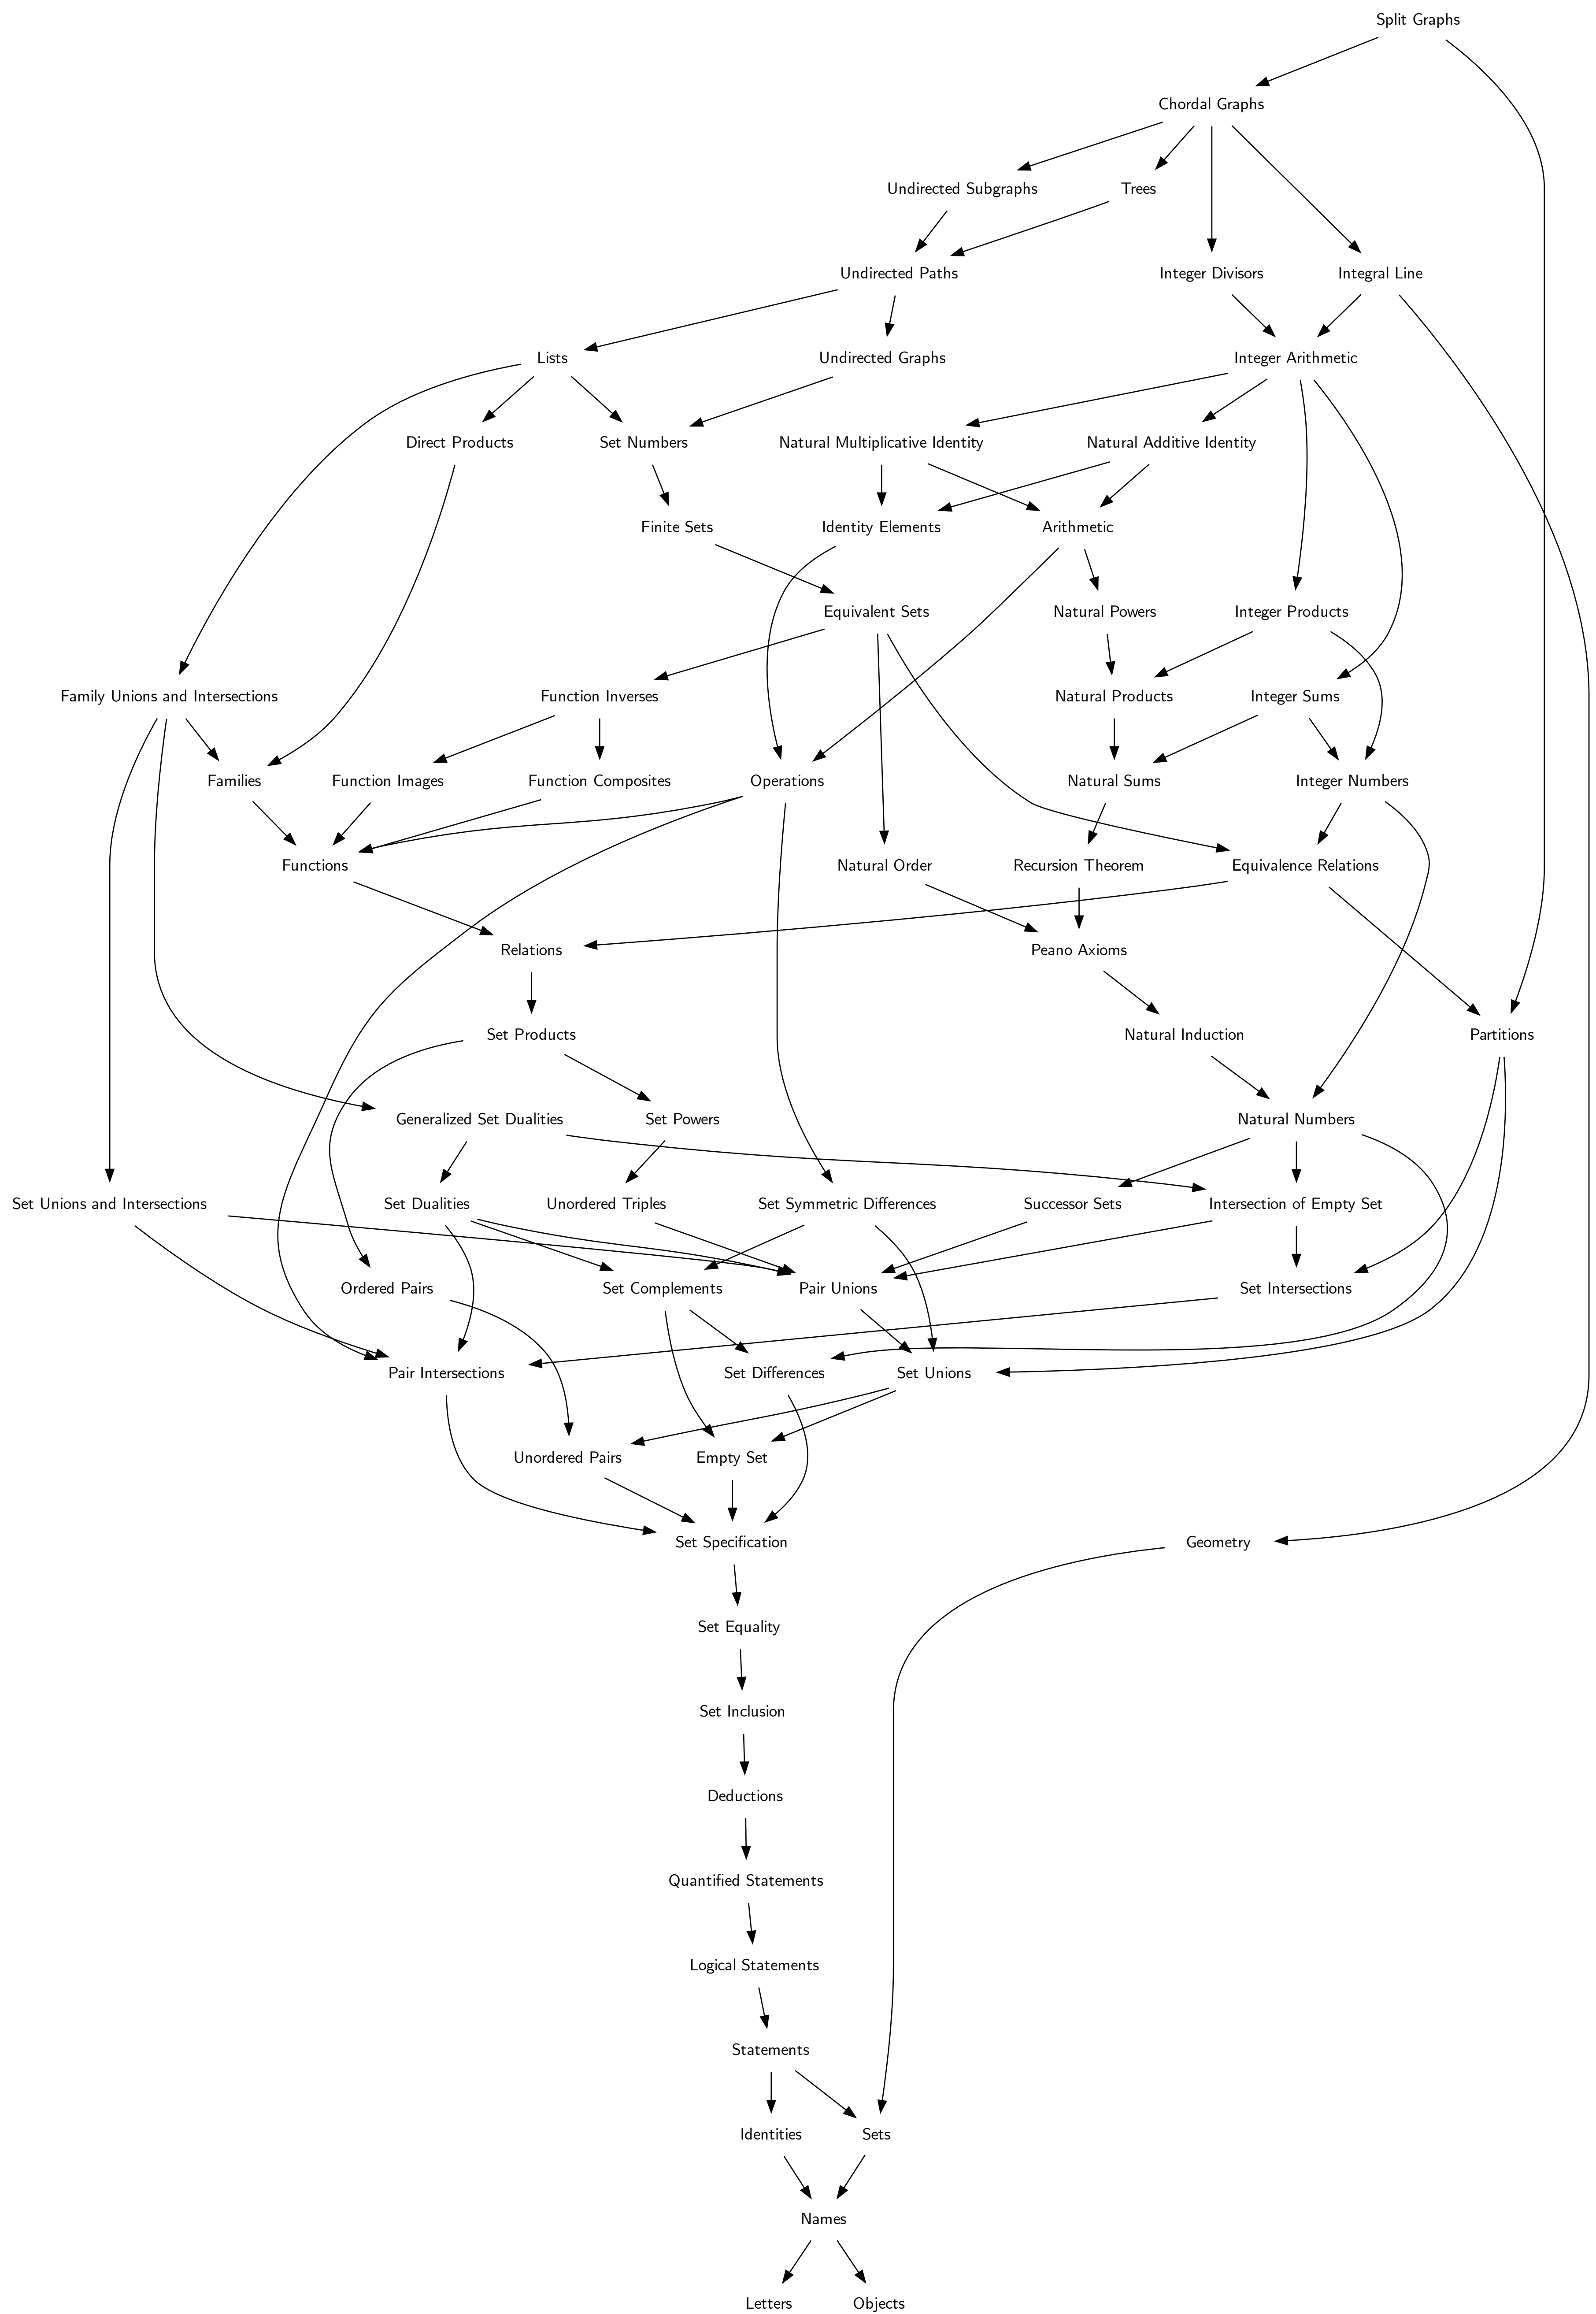 Split Graphs
Chordal Graphs
Undirected Subgraphs
Trees
Undirected Paths
Integer Divisors
Integral Line
Lists
Undirected Graphs
Integer Arithmetic
Direct Products
Set Numbers
Natural Multiplicative Identity
Natural Additive Identity
Finite Sets
Identity Elements
Arithmetic
Equivalent Sets
Natural Powers
Integer Products
Family Unions and Intersections
Function Inverses
Natural Products
Integer Sums
Families
Function Images
Function Composites
Operations
Natural Sums
Integer Numbers
Functions
Natural Order
Recursion Theorem
Equivalence Relations
Relations
Peano Axioms
Set Products
Natural Induction
Partitions
Generalized Set Dualities
Set Powers
Natural Numbers
Set Unions and Intersections
Set Dualities
Unordered Triples
Set Symmetric Differences
Successor Sets
Intersection of Empty Set
Ordered Pairs
Set Complements
Pair Unions
Set Intersections
Pair Intersections
Set Differences
Set Unions
Unordered Pairs
Empty Set
Set Specification
Geometry
Set Equality
Set Inclusion
Deductions
Quantified Statements
Logical Statements
Statements
Identities
Sets
Names
Letters
Objects